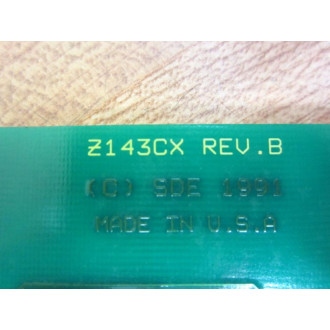 Z143CX REV.B
(C) SDE 1991
MADE IN U.S.A